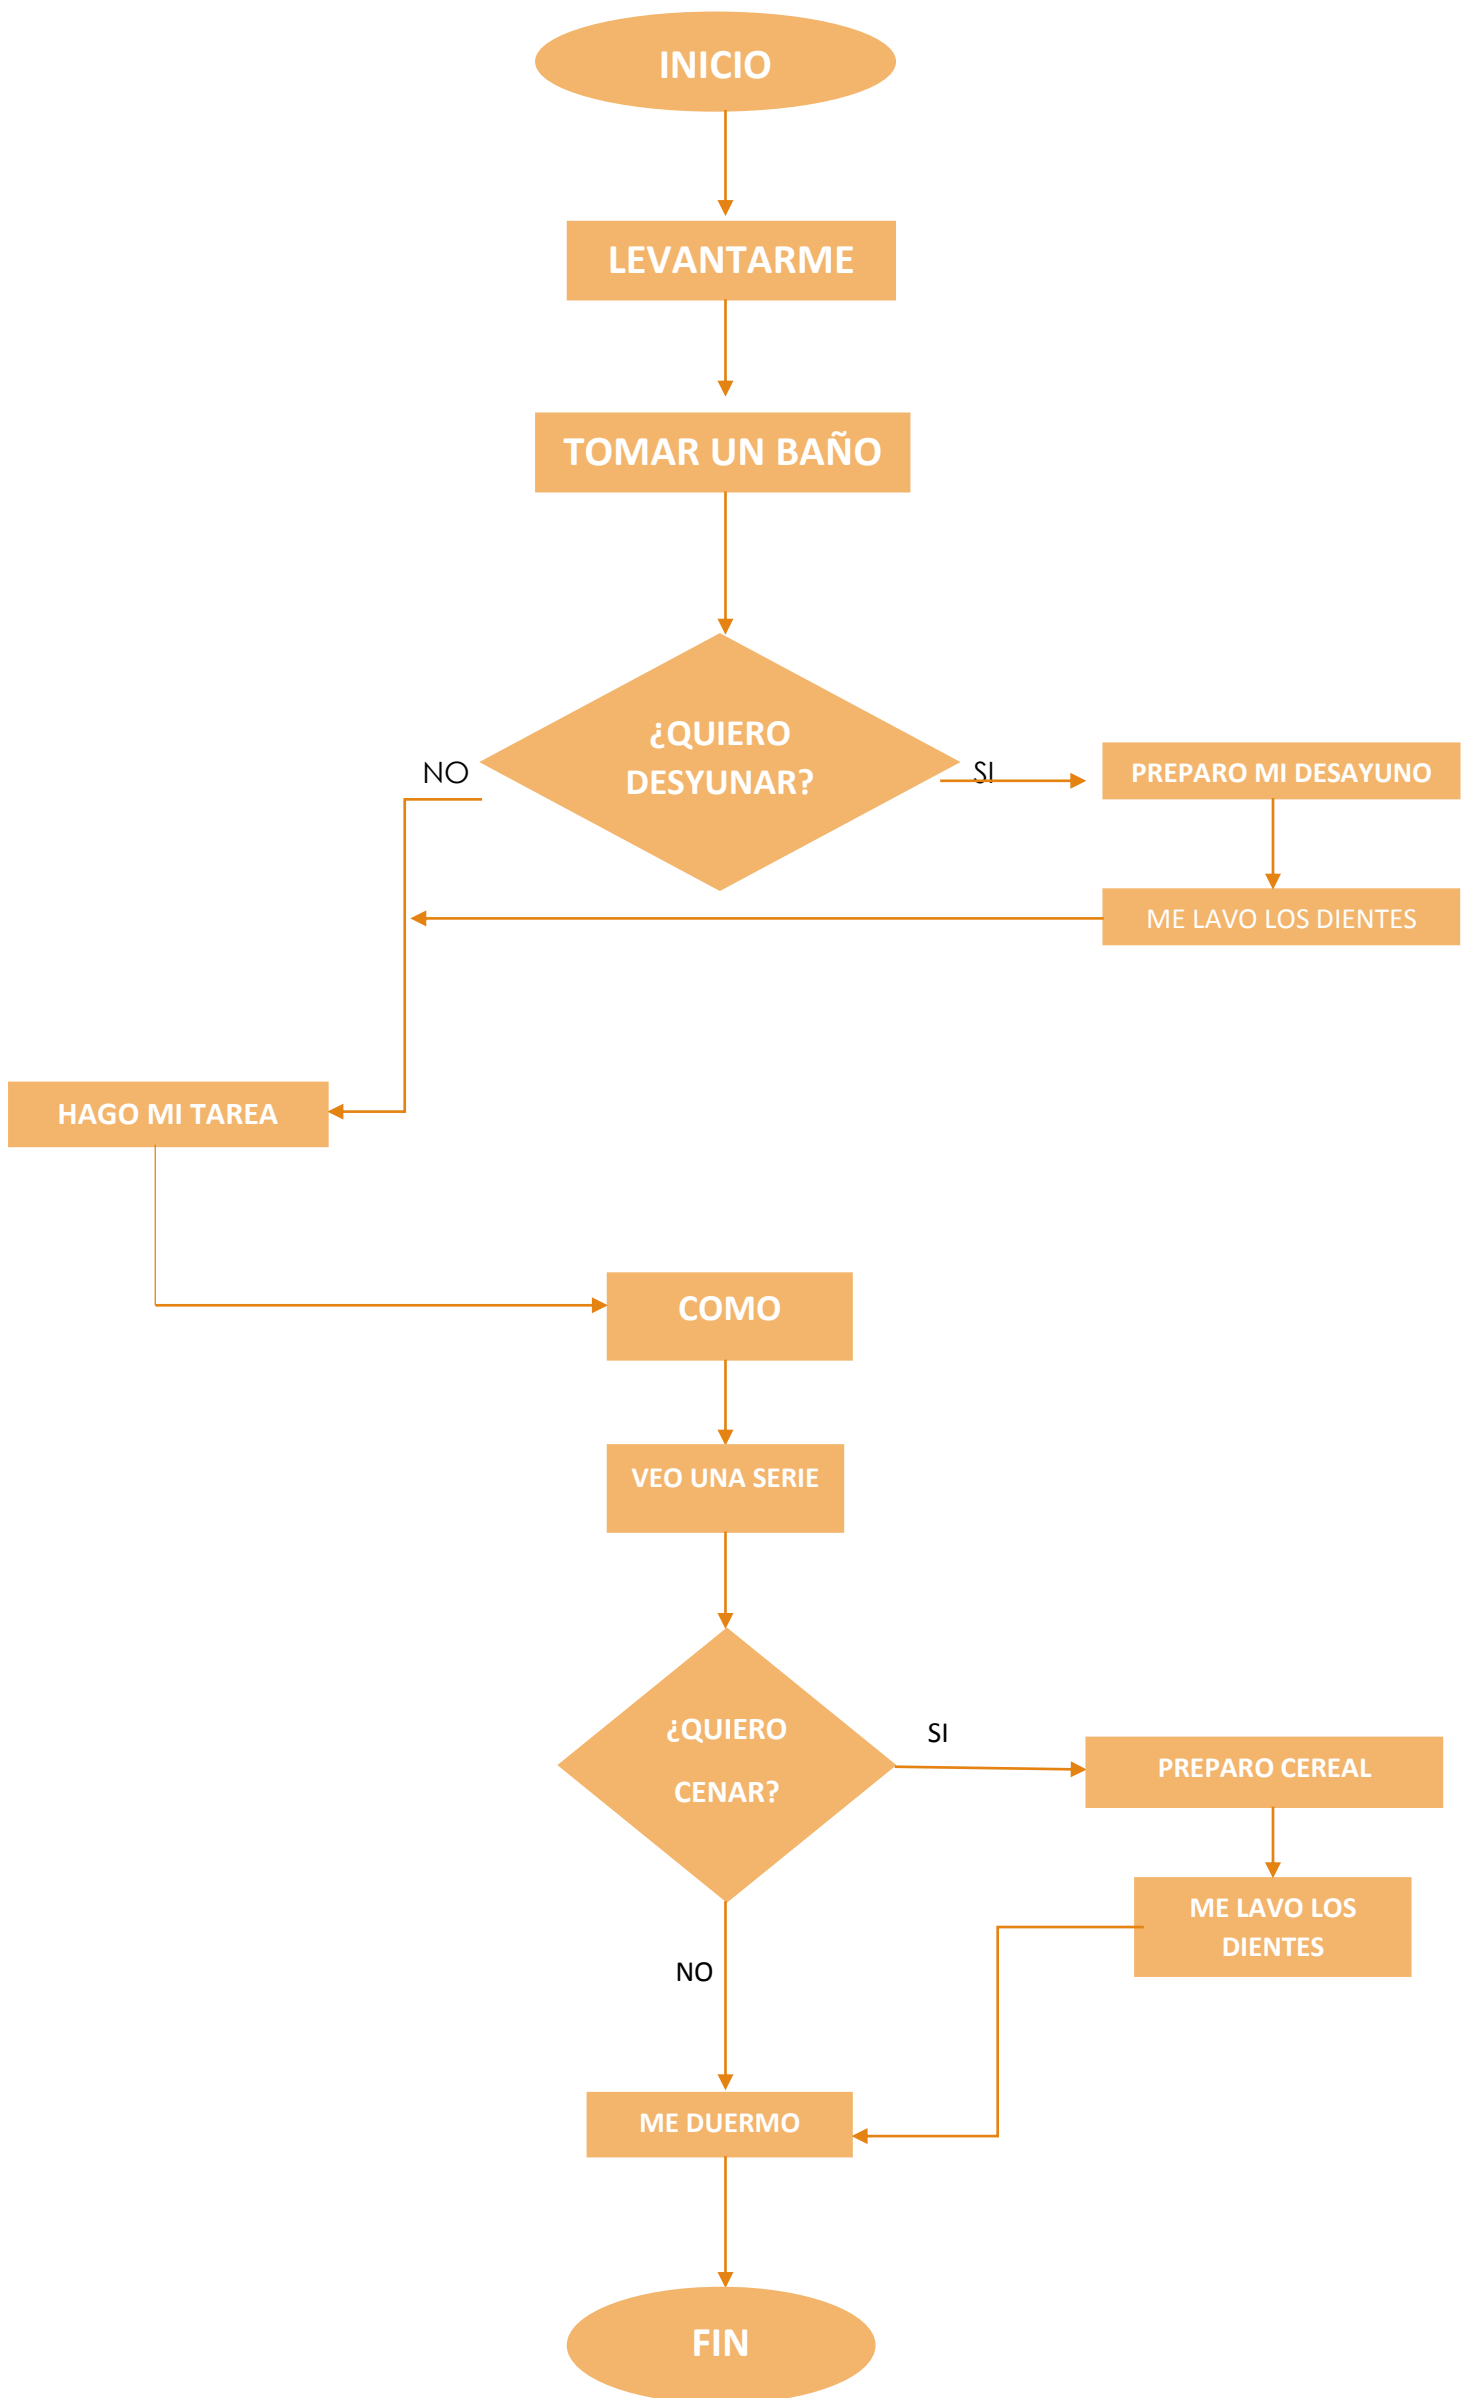 INICIO
LEVANTARME
TOMAR UN BAÑO
¿QUIERO
DESYUNAR?
NO
SI
PREPARO MI DESAYUNO
ME LAVO LOS DIENTES
HAGO MI TAREA
COMO
VEO UNA SERIE
¿QUIERO
CENAR?
SI
PREPARO CEREAL
ME LAVO LOS
DIENTES
NO
ME DUERMO
FIN